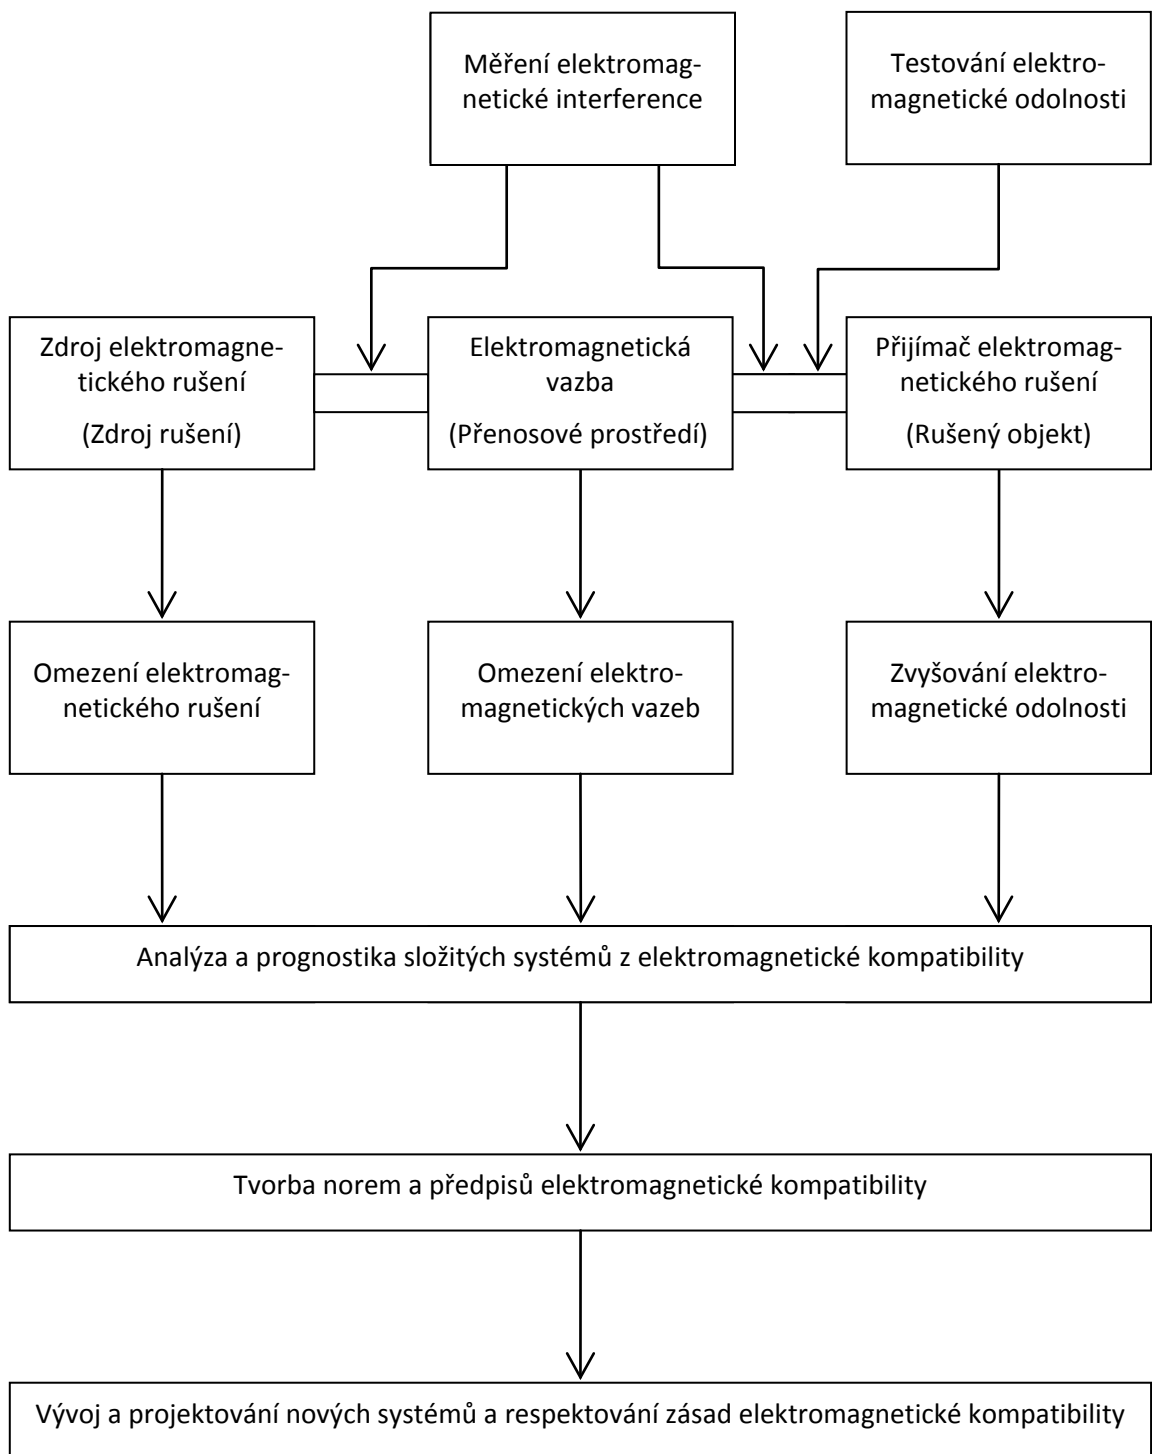 Měření elektromag-
netické interference
Testování elektro-
magnetické odolnosti
Zdroj elektromagne-
tického rušení
(Zdroj rušení)
Elektromagnetická
vazba
(Přenosové prostředí)
Přijímač elektromag-
netického rušení
(Rušený objekt)
Omezení elektromag-
netického rušení
Omezení elektro-
magnetických vazeb
Zvyšování elektro-
magnetické odolnosti
Analýza a prognostika složitých systémů z elektromagnetické kompatibility
Tvorba norem a předpisů elektromagnetické kompatibility
Vývoj a projektování nových systémů a respektování zásad elektromagnetické kompatibility